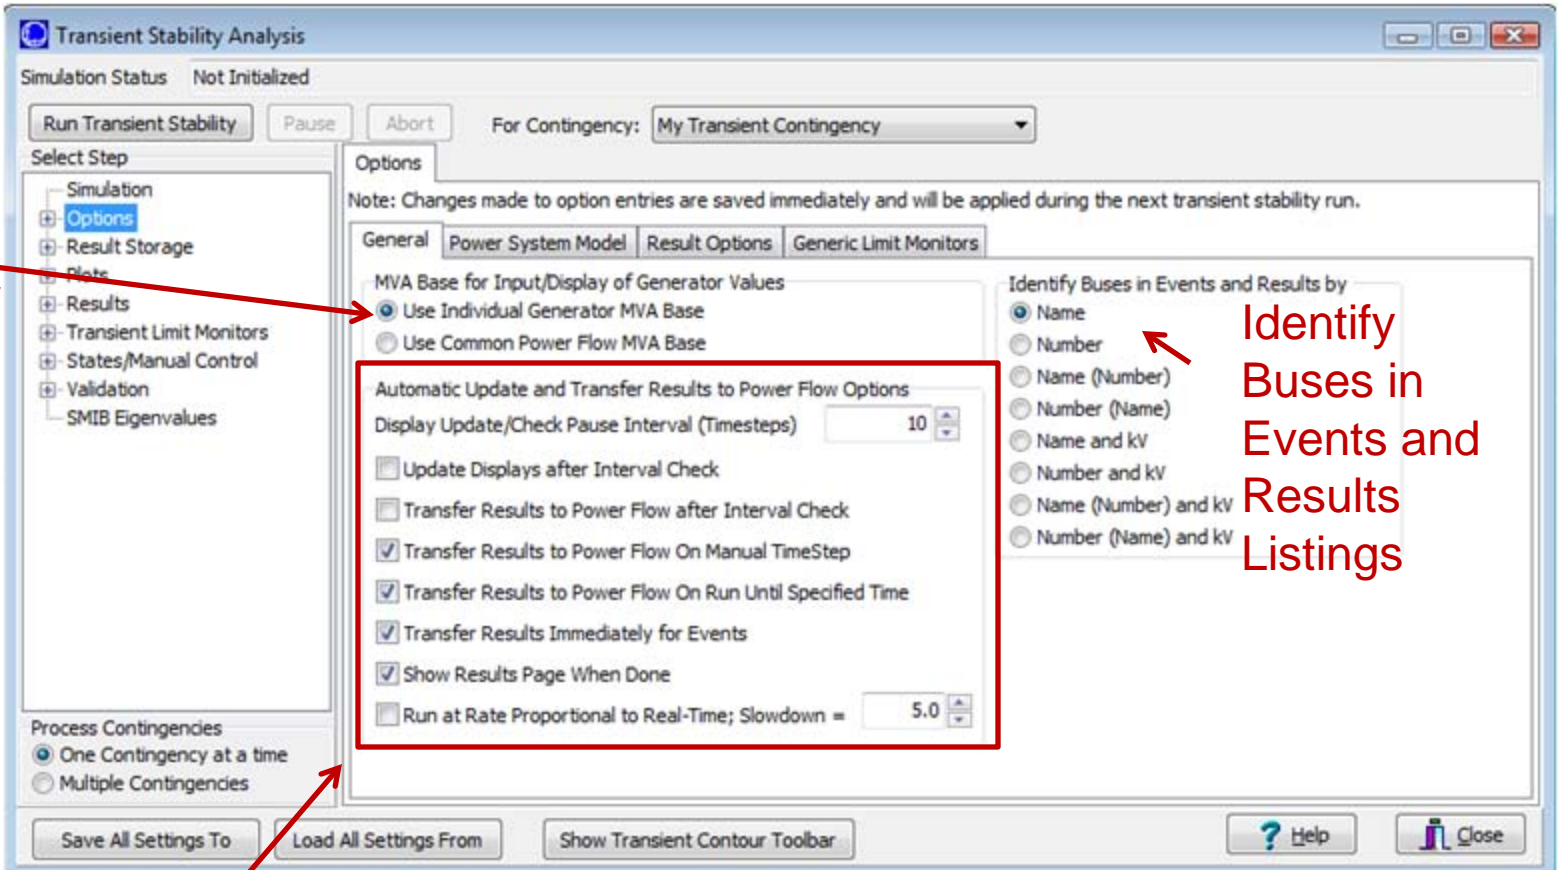 Transient Stability Analysis
Simulation Status Not Initialized
Run Transient Stability Pause Abort For Contingency: My Transient Contingency
Select Step
Simulation
Options
Result Storage
Plots
Results
Transient Limit Monitors
States/Manual Control
Validation
SMIB Eigenvalues
Process Contingencies
One Contingency at a time
Multiple Contingencies
Options
Note: Changes made to option entries are saved immediately and will be applied during the next transient stability run.
General Power System Model Result Options Generic Limit Monitors
MVA Base for Input/Display of Generator Values
Use Individual Generator MVA Base
Use Common Power Flow MVA Base
Automatic Update and Transfer Results to Power Flow Options
Display Update/Check Pause Interval (Timesteps) 10
Update Displays after Interval Check
Transfer Results to Power Flow after Interval Check
Transfer Results to Power Flow On Manual TimeStep
Transfer Results to Power Flow On Run Until Specified Time
Transfer Results Immediately for Events
Show Results Page When Done
Run at Rate Proportional to Real-Time; Slowdown = 5.0
Identify Buses in Events and Results by
Name
Number
Name (Number)
Number (Name)
Name and kV
Number and kV
Name (Number) and kV
Number (Name) and kV
Identify
Buses in
Events and
Results
Listings
Save All Settings To Load All Settings From Show Transient Contour Toolbar Help Close